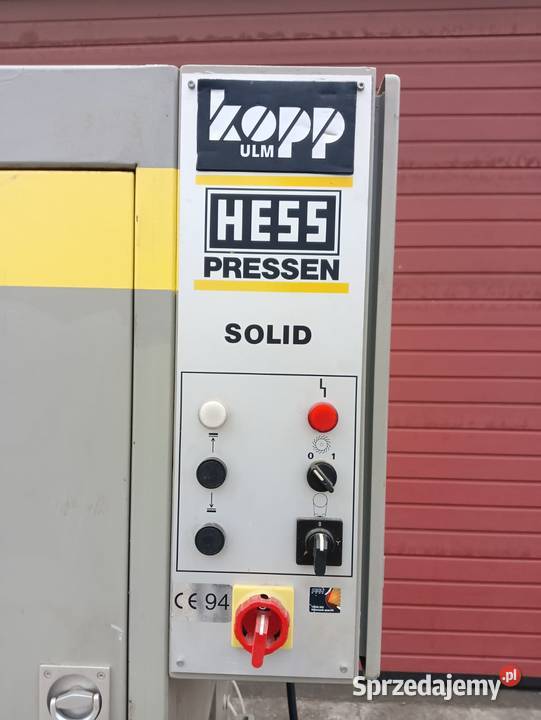 kopp
ULM
HESS
PRESSEN
SOLID
0 1
CE 94
Sprzedajemy.pl